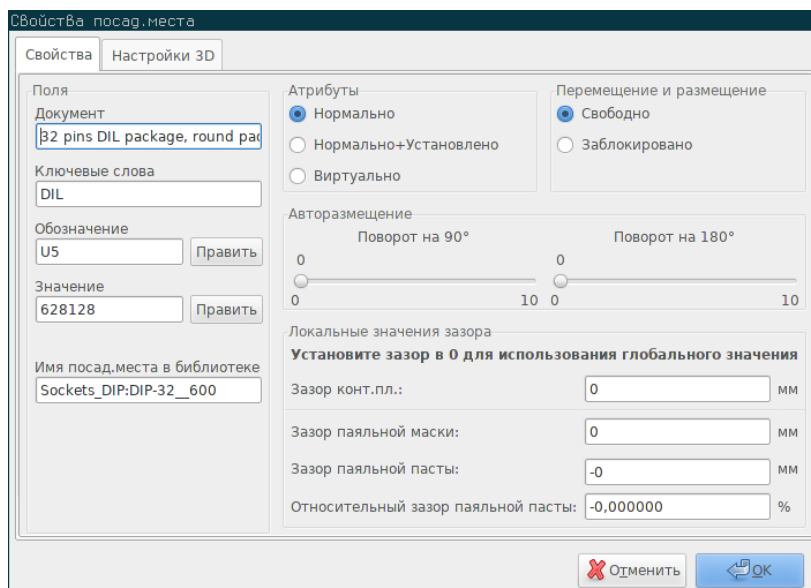 Свойства посад.места
Свойства
Настройки 3D
Поля
Документ
32 pins DIL package, round pad
Ключевые слова
DIL
Обозначение
U5
Править
Значение
628128
Править
Имя посад.места в библиотеке
Sockets_DIP:DIP-32__600
Атрибуты
Нормально
Нормально+Установлено
Виртуально
Перемещение и размещение
Свободно
Заблокировано
Авторазмещение
Поворот на 90°
0
0
10
Поворот на 180°
0
0
10
Локальные значения зазора
Установите зазор в 0 для использования глобального значения
Зазор конт.пл.:
0
мм
Зазор паяльной маски:
0
мм
Зазор паяльной пасты:
-0
мм
Относительный зазор паяльной пасты:
-0,000000
%
Отменить
OK